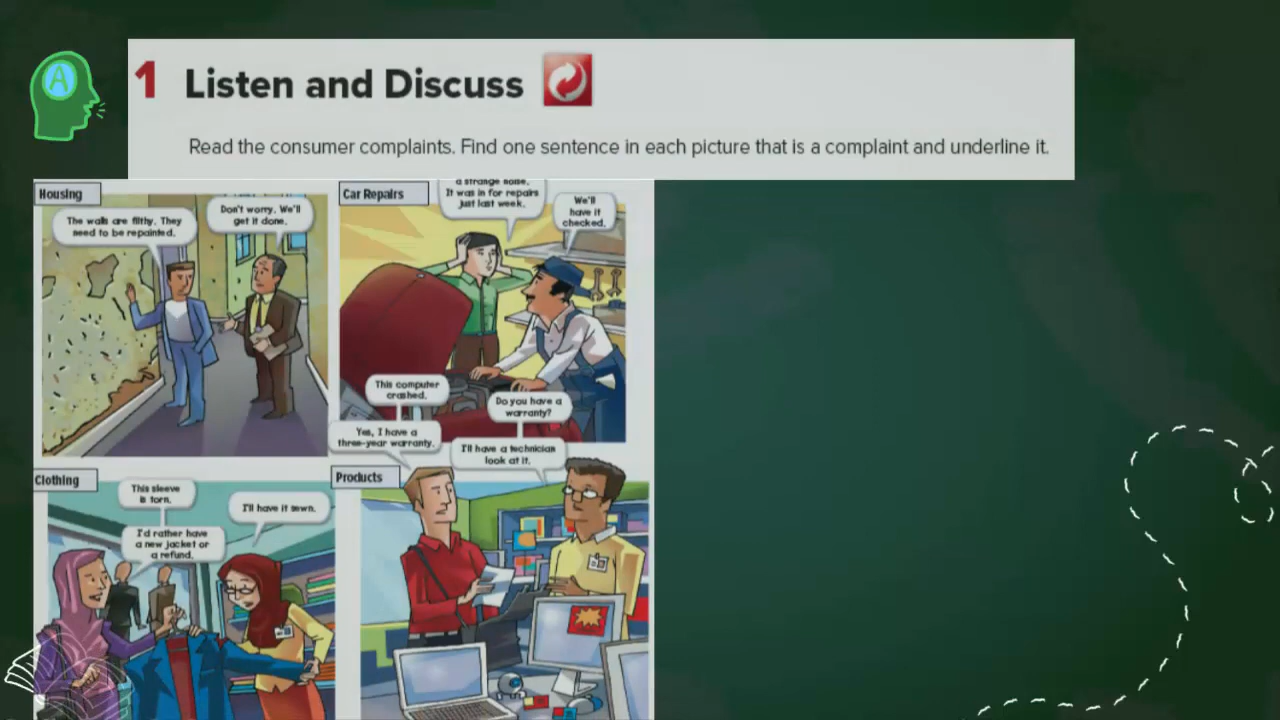 A
1 Listen and Discuss
Read the consumer complaints. Find one sentence in each picture that is a complaint and underline it.
Housing
The walls are filthy. They
need to be repainted.
Don't worry. We'll
get it done.
Car Repairs
a strange noise.
It was in for repairs
just last week.
We'll
have it
checked.
Clothing
This sleeve
is torn.
I'll have it sewn.
I'd rather have
a new jacket or
a refund.
Products
This computer
crashed.
Do you have a
warranty?
Yes, I have a
three-year warranty.
I'll have a technician
look at it.